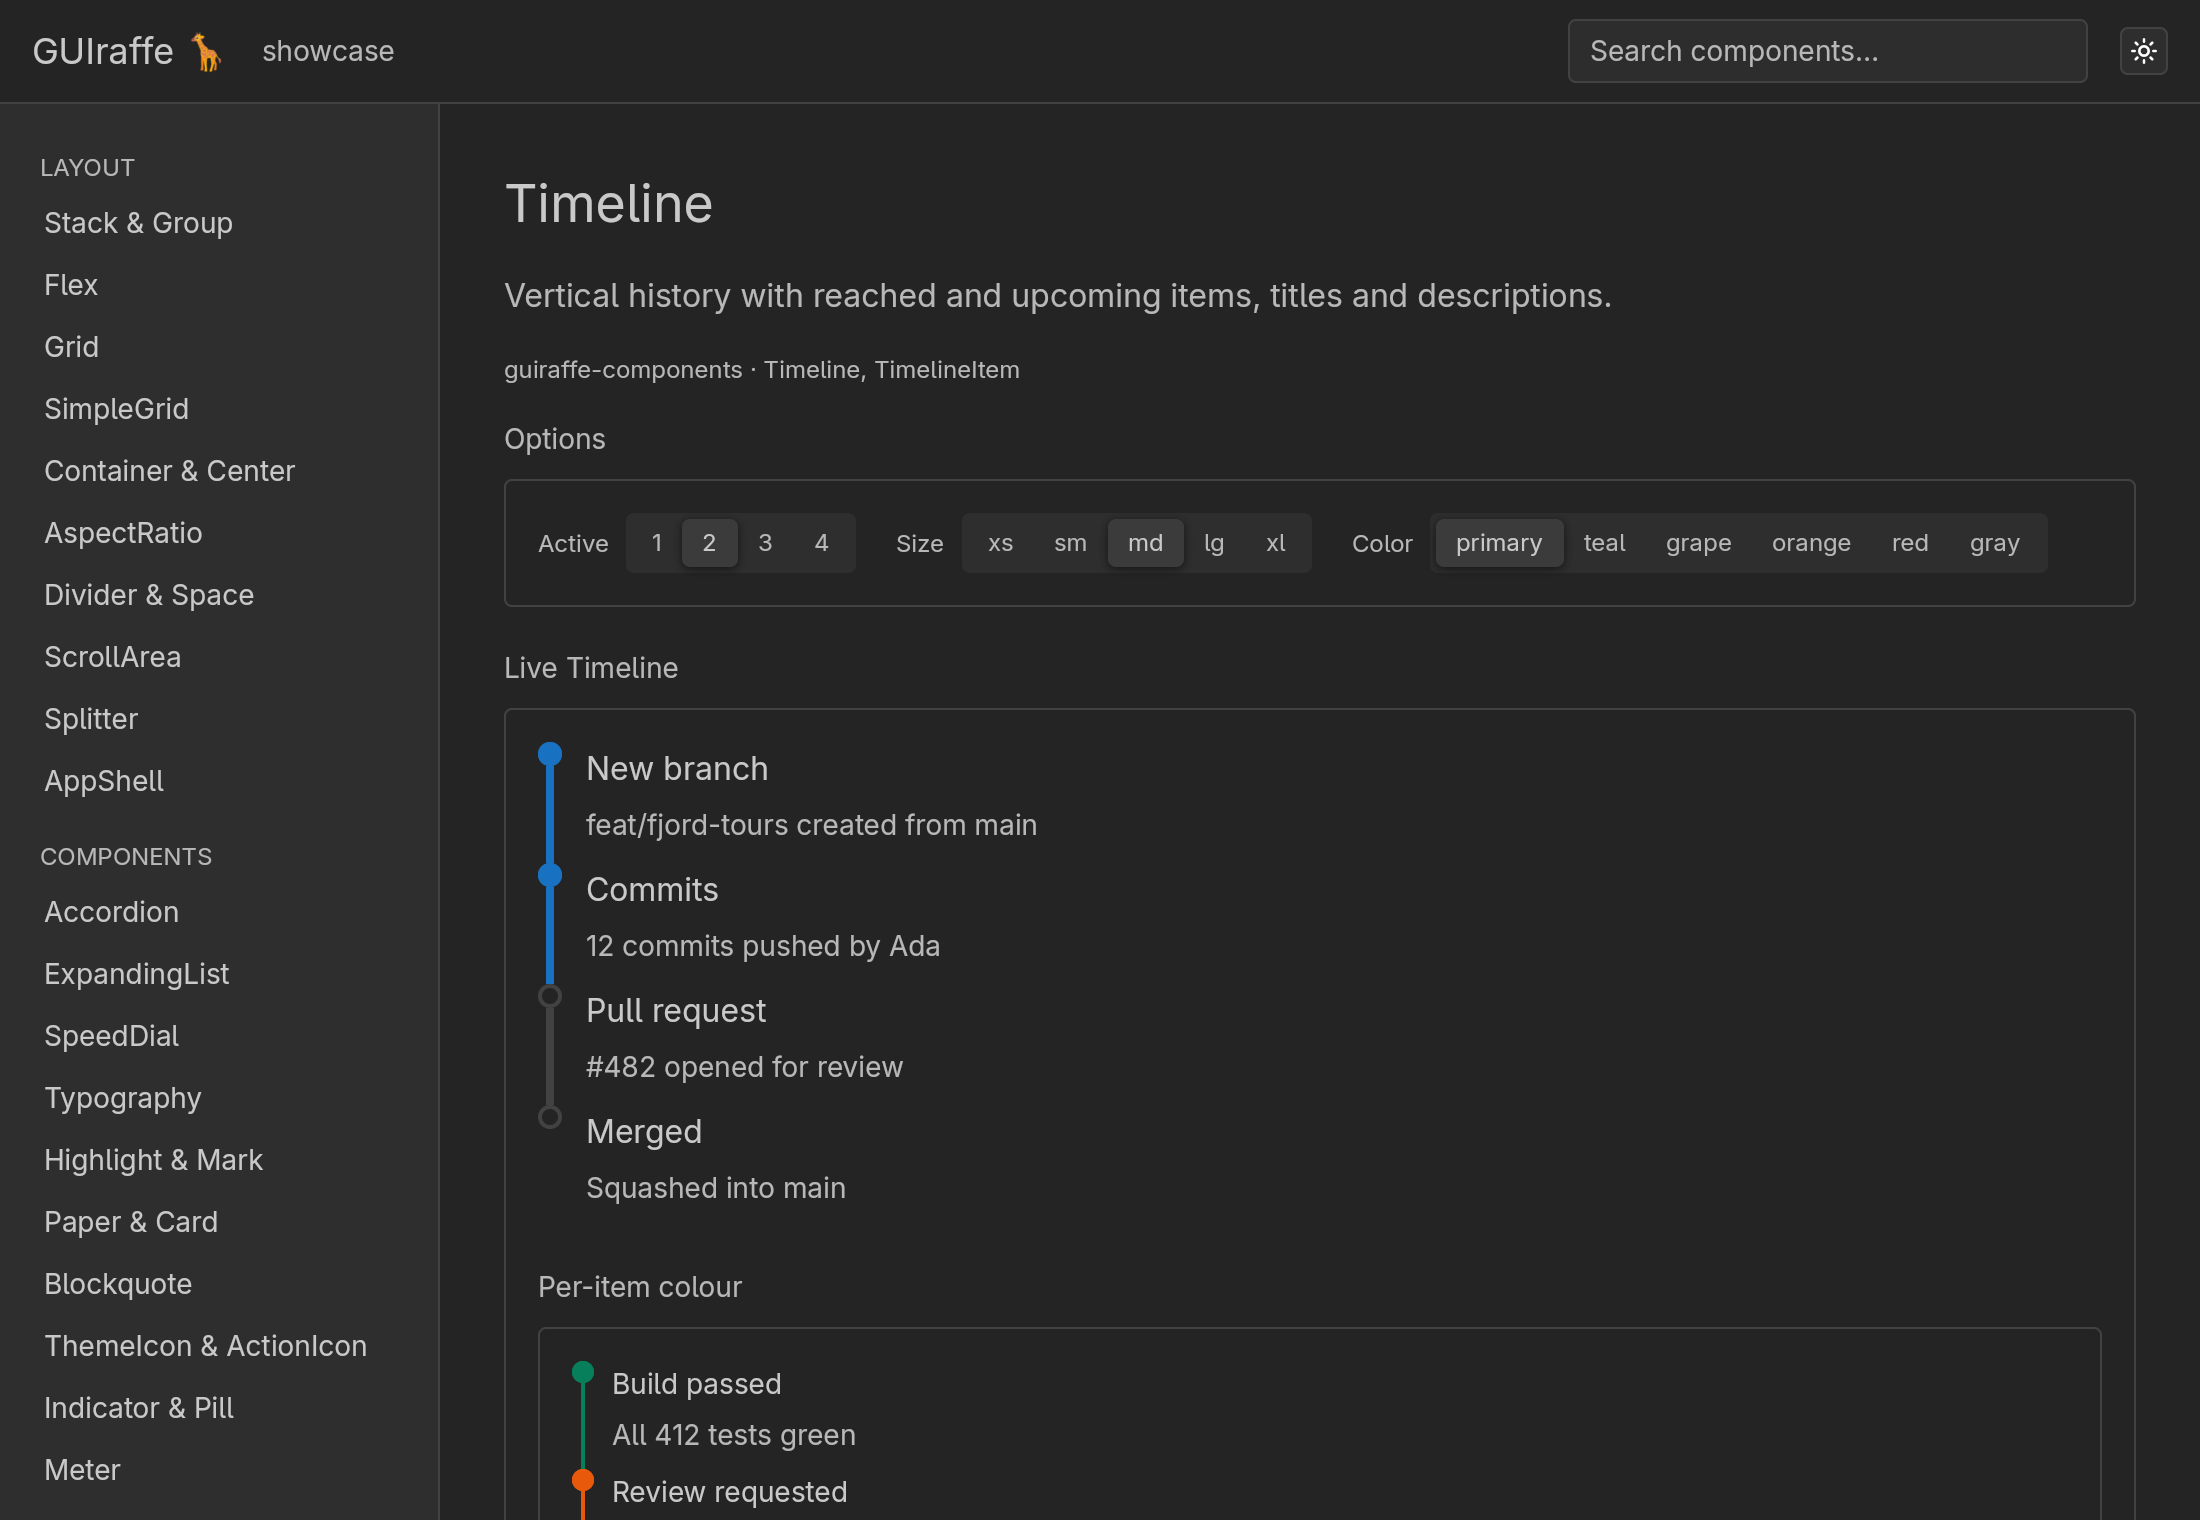 GUIraffe 🦒 showcase
Search components...
LAYOUT
Stack & Group
Flex
Grid
SimpleGrid
Container & Center
AspectRatio
Divider & Space
ScrollArea
Splitter
AppShell
COMPONENTS
Accordion
ExpandingList
SpeedDial
Typography
Highlight & Mark
Paper & Card
Blockquote
ThemeIcon & ActionIcon
Indicator & Pill
Meter
Timeline
Vertical history with reached and upcoming items, titles and descriptions.
guiraffe-components · Timeline, TimelineItem
Options
Active 1 2 3 4 Size xs sm md lg xl Color primary teal grape orange red gray
Live Timeline
New branch
feat/fjord-tours created from main
Commits
12 commits pushed by Ada
Pull request
#482 opened for review
Merged
Squashed into main
Per-item colour
Build passed
All 412 tests green
Review requested